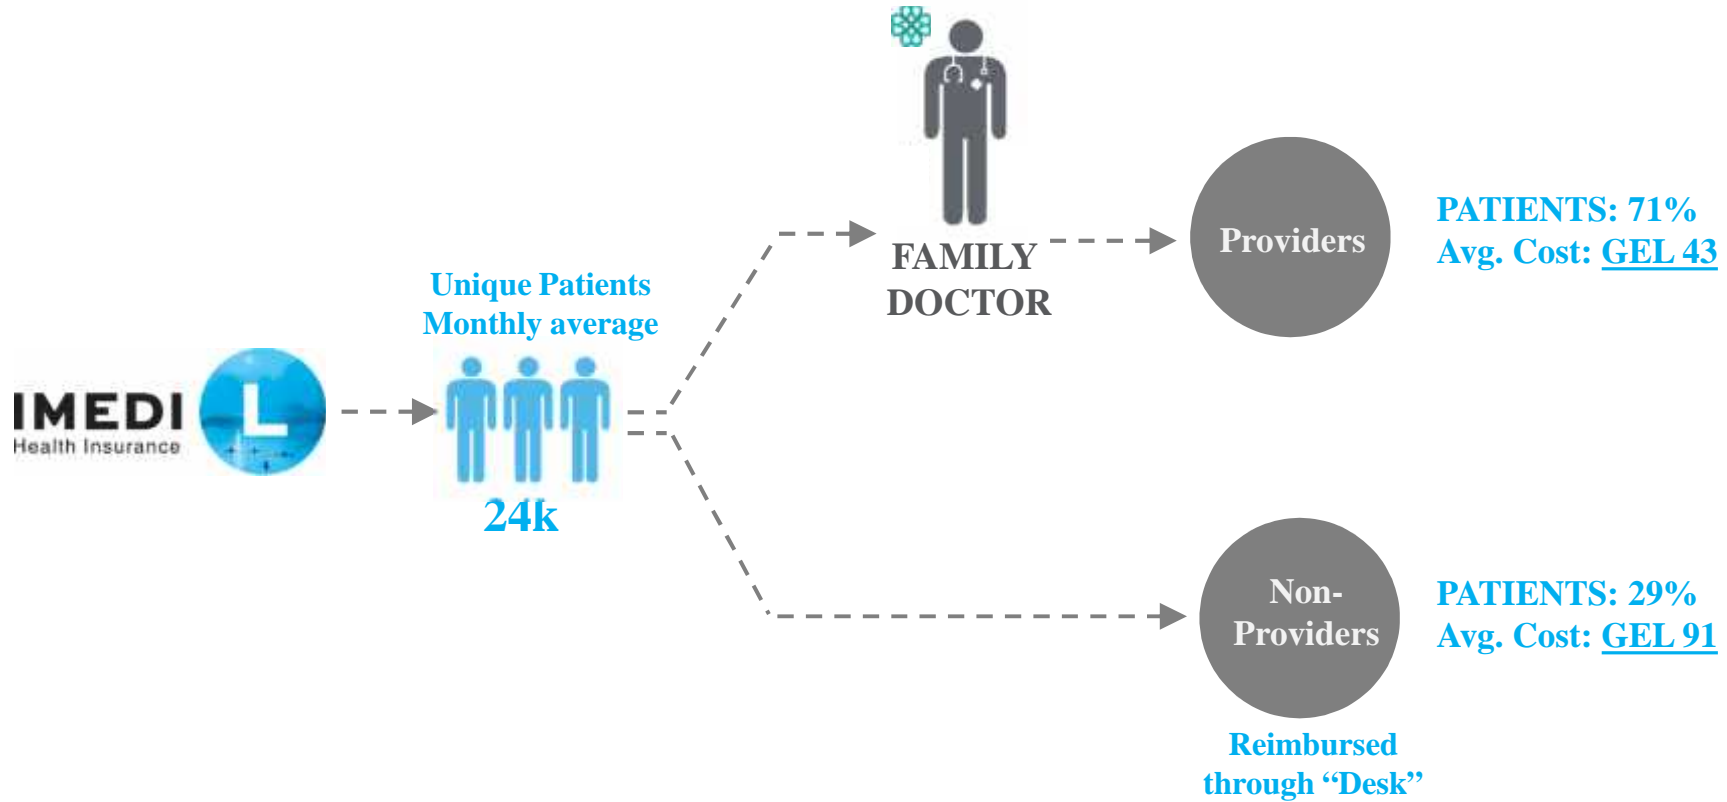 IMEDI
Health Insurance
L
Unique Patients
Monthly average
24k
FAMILY
DOCTOR
Providers
PATIENTS: 71%
Avg. Cost: GEL 43
Non-
Providers
PATIENTS: 29%
Avg. Cost: GEL 91
Reimbursed
through “Desk”